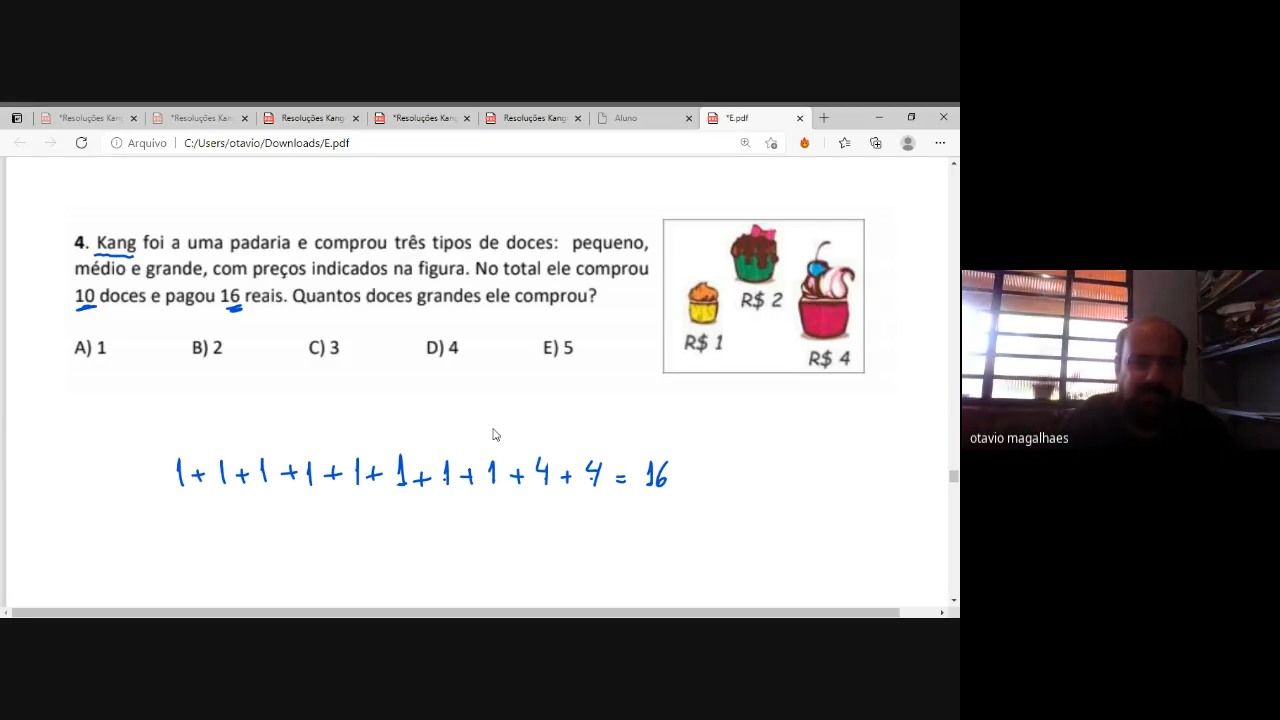 *Resoluções Kang
*Resoluções Kang
Resoluções Kang
*Resoluções Kang
Resoluções Kang
Aluno
*E.pdf
Arquivo
C:/Users/otavio/Downloads/E.pdf
4. Kang foi a uma padaria e comprou três tipos de doces: pequeno,
médio e grande, com preços indicados na figura. No total ele comprou
10 doces e pagou 16 reais. Quantos doces grandes ele comprou?
A) 1 B) 2 C) 3 D) 4 E) 5
R$ 2
R$ 1
R$ 4
1 + 1 + 1 + 1 + 1 + 1 + 1 + 1 + 4 + 4 = 16
otavio magalhaes